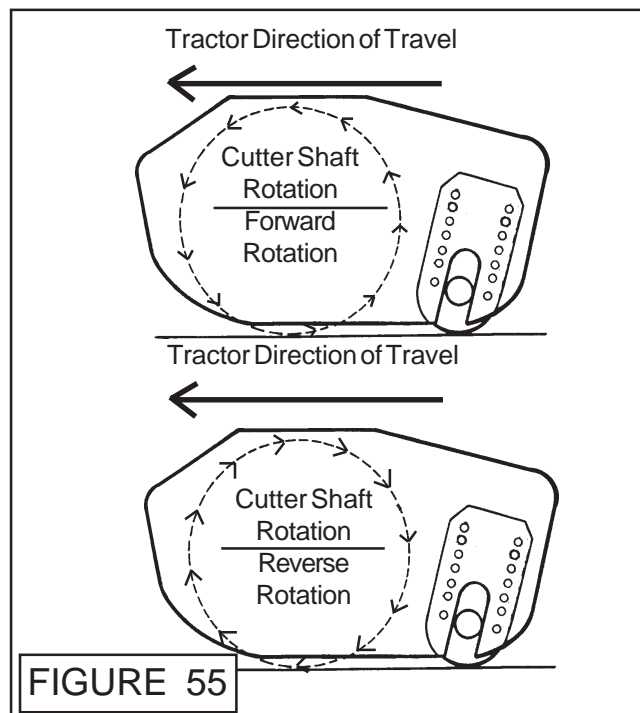 Tractor Direction of Travel
Cutter Shaft
Rotation
Forward
Rotation
Tractor Direction of Travel
Cutter Shaft
Rotation
Reverse
Rotation
FIGURE 55